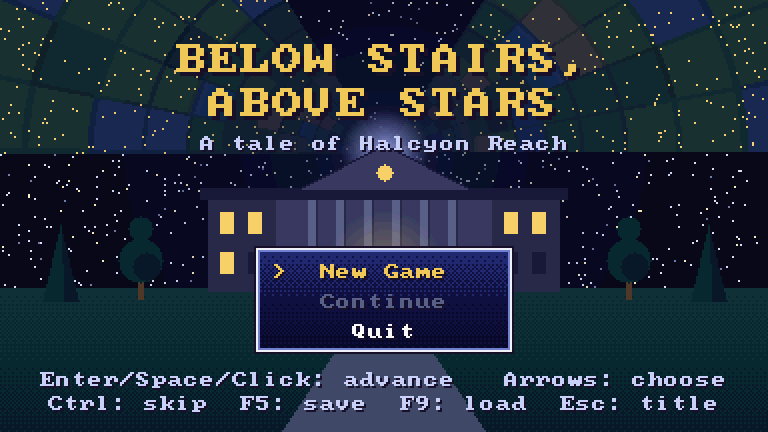 BELOW STAIRS,
ABOVE STARS
A tale of Halcyon Reach
> New Game
Continue
Quit
Enter/Space/Click: advance Arrows: choose
Ctrl: skip F5: save F9: load Esc: title